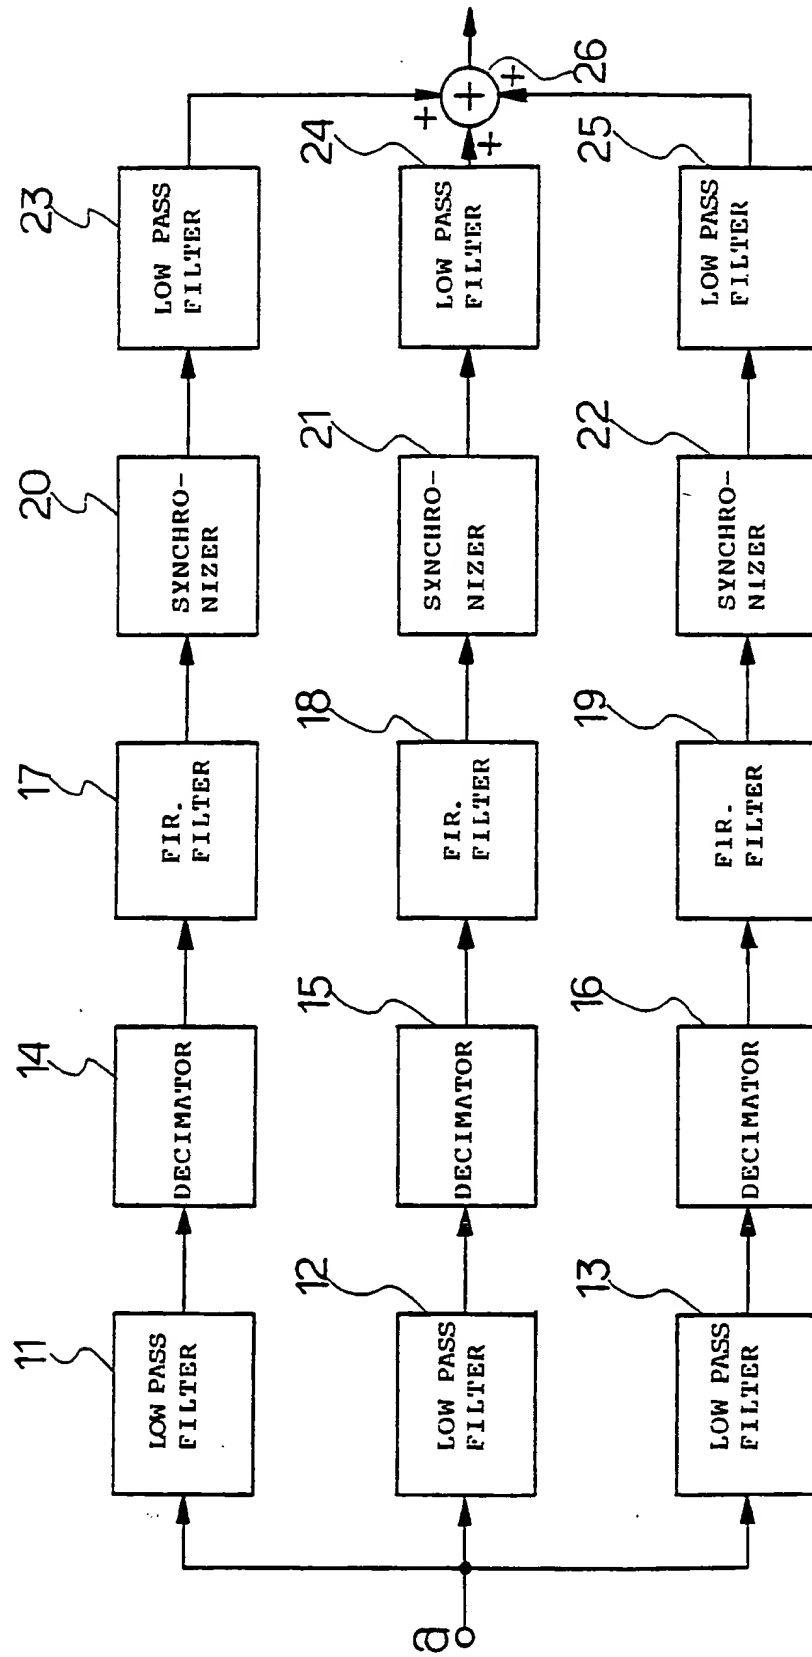 a
11
LOW PASS
FILTER
14
DECIMATOR
17
FIR.
FILTER
20
SYNCHRO-
NIZER
23
LOW PASS
FILTER
12
LOW PASS
FILTER
15
DECIMATOR
18
FIR.
FILTER
21
SYNCHRO-
NIZER
24
LOW PASS
FILTER
+
+
+
+
26
13
LOW PASS
FILTER
16
DECIMATOR
19
FIR.
FILTER
22
SYNCHRO-
NIZER
25
LOW PASS
FILTER